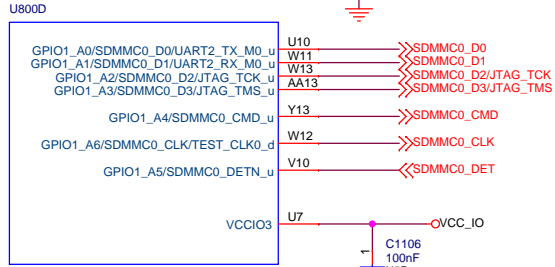 U800D
GPIO1_A0/SDMMC0_D0/UART2_TX_M0_u U10 SDMMC0_D0
GPIO1_A1/SDMMC0_D1/UART2_RX_M0_u W11 SDMMC0_D1
GPIO1_A2/SDMMC0_D2/JTAG_TCK_u W13 SDMMC0_D2/JTAG_TCK
GPIO1_A3/SDMMC0_D3/JTAG_TMS_u AA13 SDMMC0_D3/JTAG_TMS
GPIO1_A4/SDMMC0_CMD_u Y13 SDMMC0_CMD
GPIO1_A6/SDMMC0_CLK/TEST_CLK0_d W12 SDMMC0_CLK
GPIO1_A5/SDMMC0_DETN_u V10 SDMMC0_DET
VCCIO3 U7 VCC_IO
1 C1106
100nF